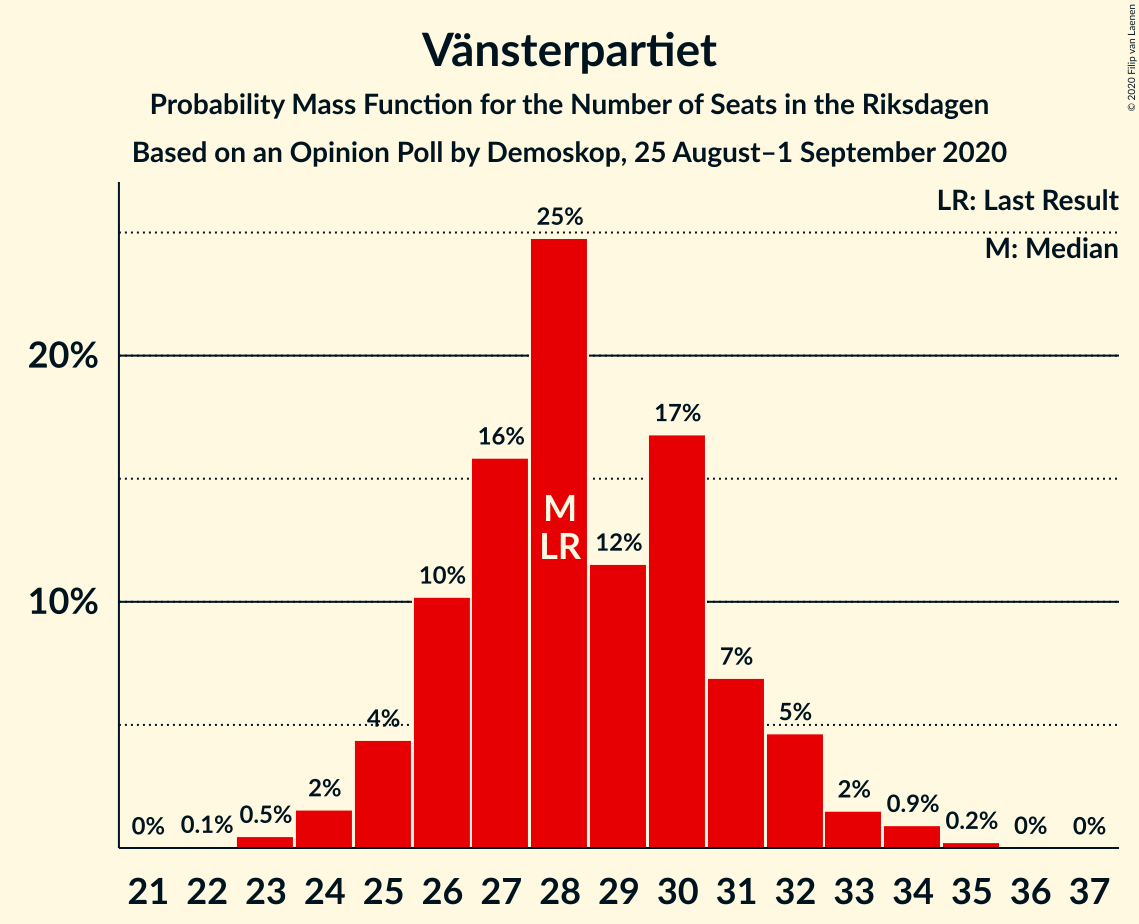 Vänsterpartiet
Probability Mass Function for the Number of Seats in the Riksdagen
Based on an Opinion Poll by Demoskop, 25 August–1 September 2020
© 2020 Filip van Laenen
LR: Last Result
M: Median
20%
10%
0%
0.1%
0.5%
2%
4%
10%
16%
25%
12%
17%
7%
5%
2%
0.9%
0.2%
0%
0%
M
LR
21 22 23 24 25 26 27 28 29 30 31 32 33 34 35 36 37